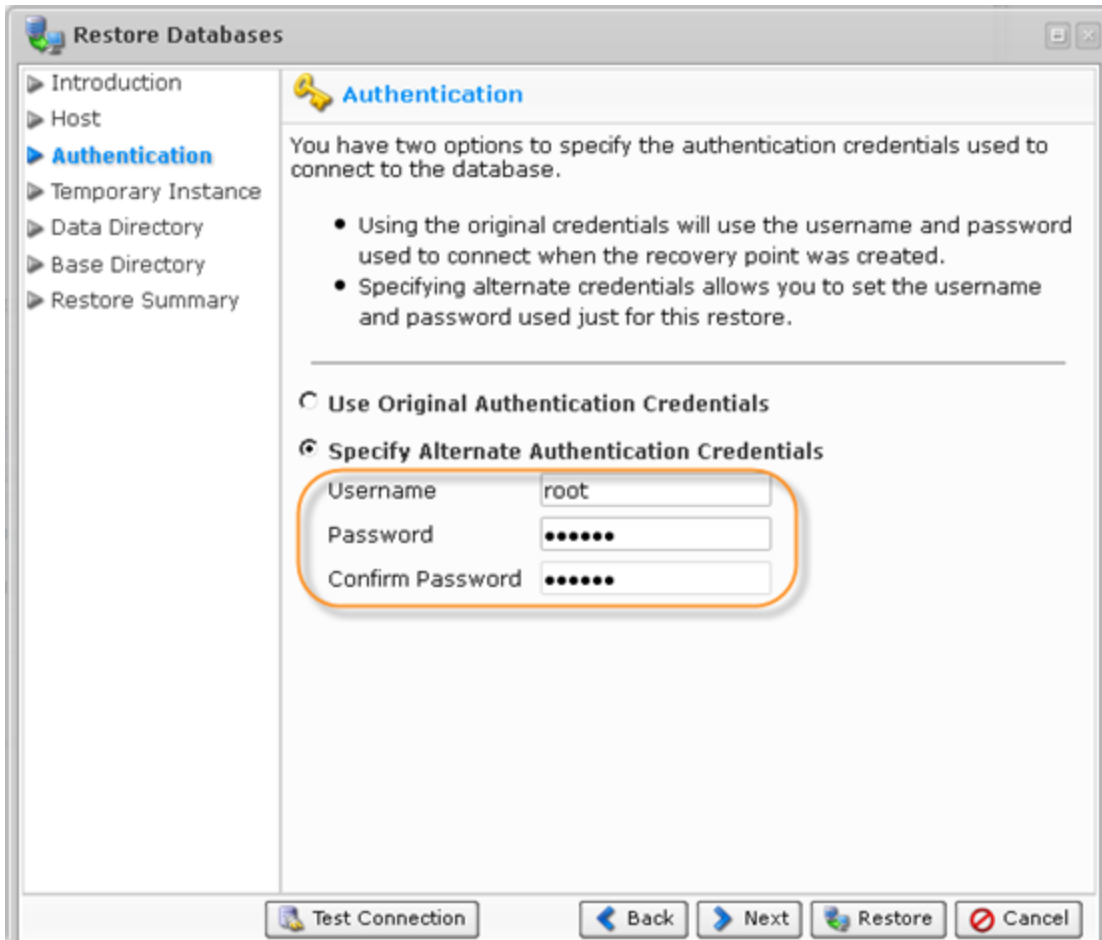 Restore Databases
Introduction
Host
Authentication
Temporary Instance
Data Directory
Base Directory
Restore Summary
Authentication
You have two options to specify the authentication credentials used to
connect to the database.
• Using the original credentials will use the username and password
used to connect when the recovery point was created.
• Specifying alternate credentials allows you to set the username
and password used just for this restore.
Use Original Authentication Credentials
Specify Alternate Authentication Credentials
Username root
Password ••••••
Confirm Password ••••••
Test Connection Back Next Restore Cancel